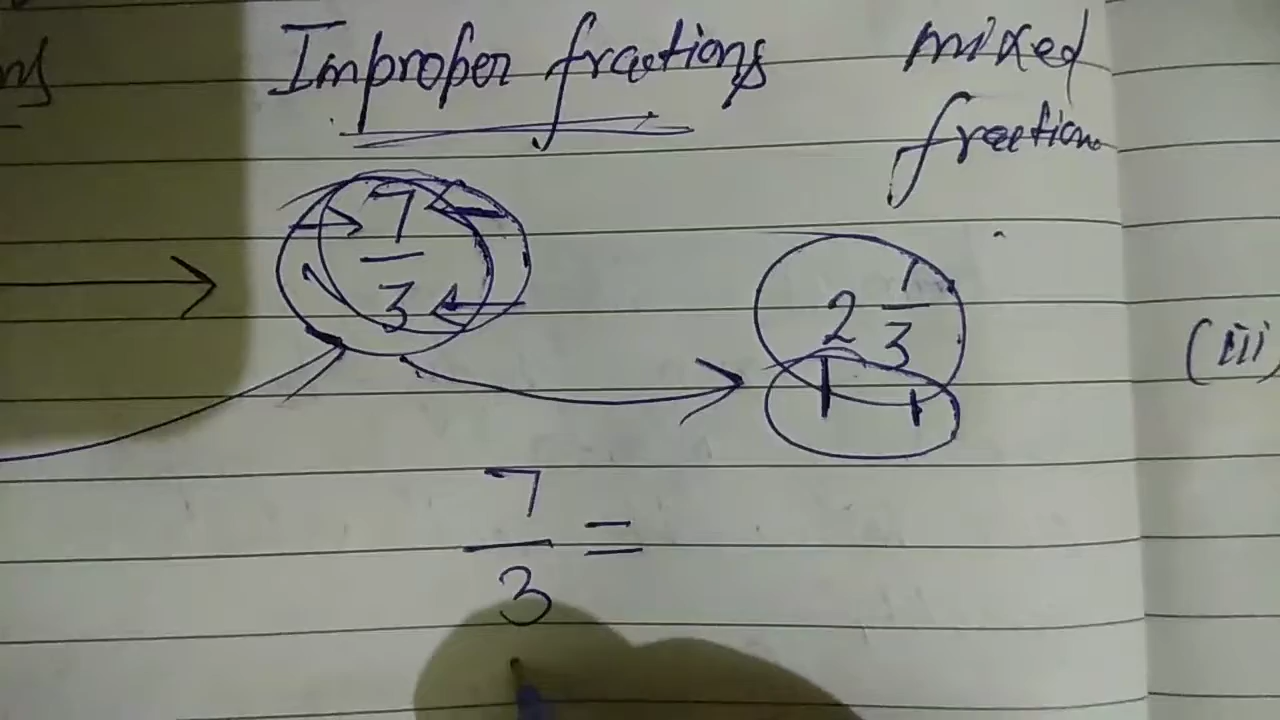 Improper fractions
mixed
fraction
7
3
2 1
3
(iii)
7
3 =